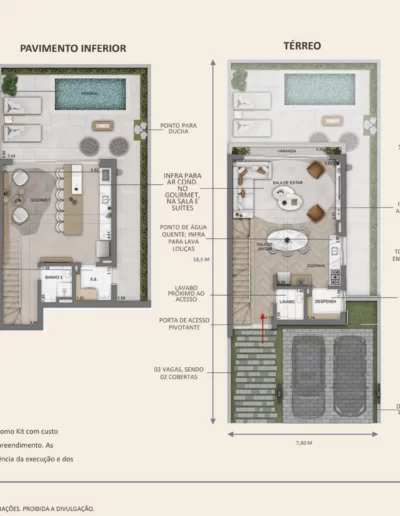 PAVIMENTO INFERIOR
TÉRREO
PISCINA
PONTO PARA
DUCHA
VARANDA
GOURMET
INFRA PARA
AR COND.
NO
GOURMET,
NA SALA E
SUÍTES
SALA DE ESTAR
PONTO DE ÁGUA
QUENTE; INFRA
PARA LAVA
LOUÇAS
18,5 M
SALA DE
JANTAR
COZINHA
BANHO 5
A.S.
LAVABO
PRÓXIMO AO
ACESSO
LAVABO
DESPENSA
PORTA DE ACESSO
PIVOTANTE
03 VAGAS, SENDO
02 COBERTAS
7,60 M
omo Kit com custo
preendimento. As
ência da execução e dos
RAÇÕES. PROIBIDA A DIVULGAÇÃO.